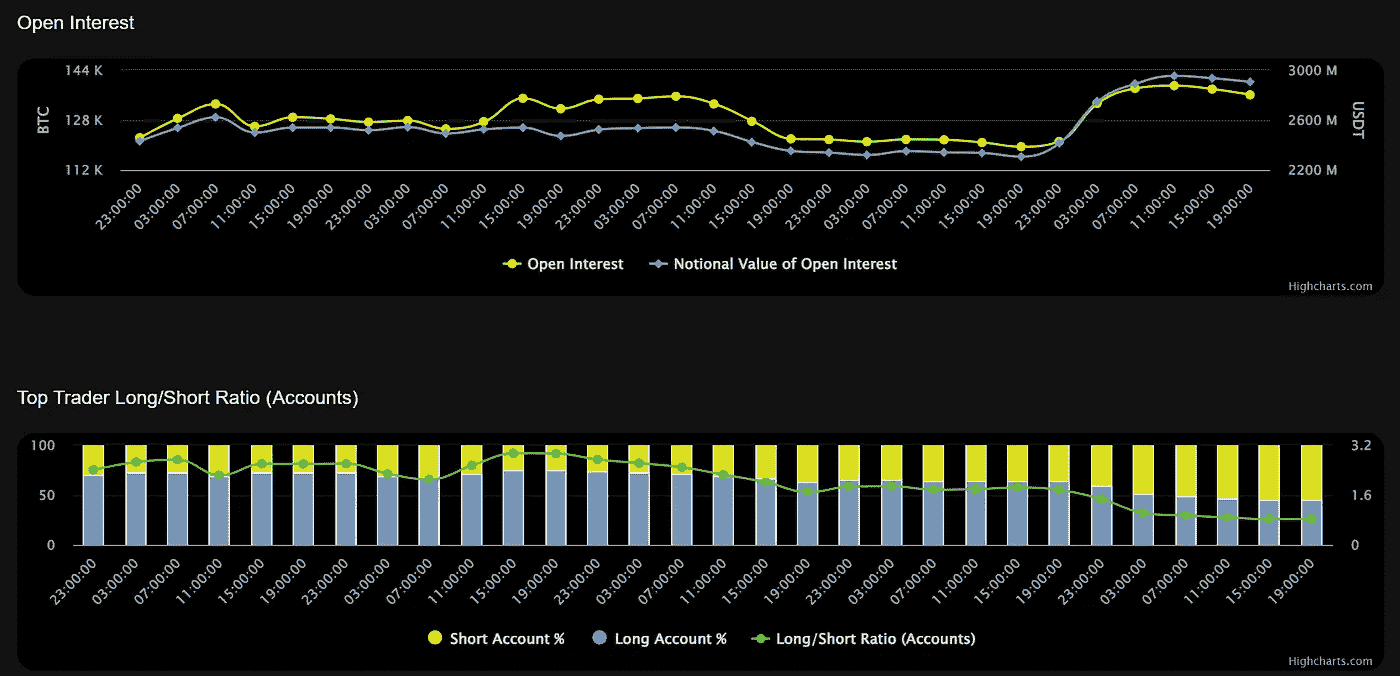 Open Interest
144 K
128 K
112 K
BTC
3000 M
2600 M
2200 M
USDT
23:00:00 03:00:00 07:00:00 11:00:00 15:00:00 19:00:00 23:00:00 03:00:00 07:00:00 11:00:00 15:00:00 19:00:00 23:00:00 03:00:00 07:00:00 11:00:00 15:00:00 19:00:00 23:00:00 03:00:00 07:00:00 11:00:00 15:00:00 19:00:00 23:00:00 03:00:00 07:00:00 11:00:00 15:00:00 19:00:00
Open Interest Notional Value of Open Interest
Highcharts.com
Top Trader Long/Short Ratio (Accounts)
100
50
0
3.2
1.6
0
23:00:00 03:00:00 07:00:00 11:00:00 15:00:00 19:00:00 23:00:00 03:00:00 07:00:00 11:00:00 15:00:00 19:00:00 23:00:00 03:00:00 07:00:00 11:00:00 15:00:00 19:00:00 23:00:00 03:00:00 07:00:00 11:00:00 15:00:00 19:00:00 23:00:00 03:00:00 07:00:00 11:00:00 15:00:00 19:00:00
Short Account % Long Account % Long/Short Ratio (Accounts)
Highcharts.com